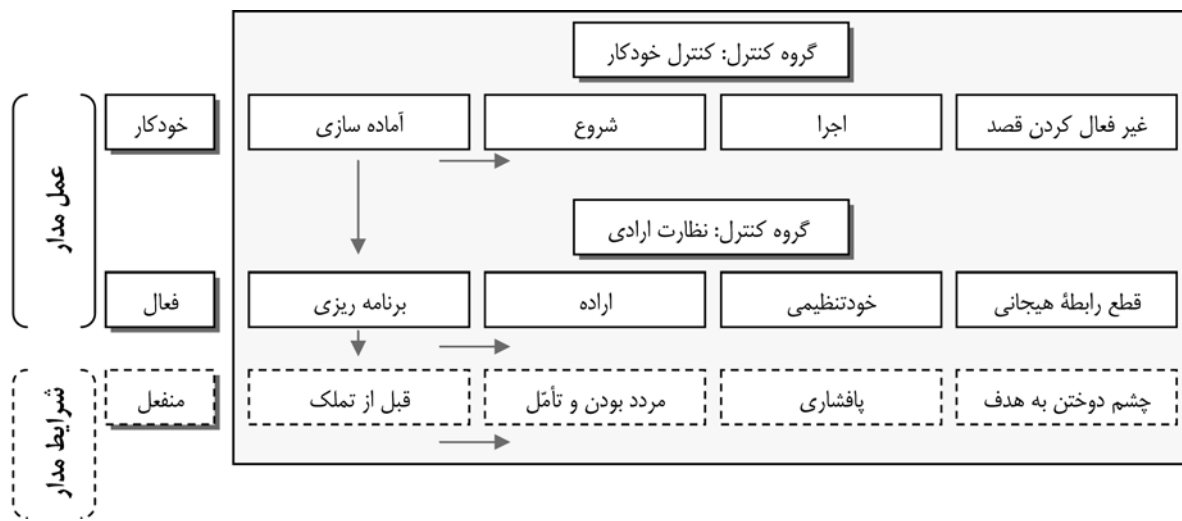 گروه کنترل: کنترل خودکار
عمل مدار
خودکار
آماده سازی
شروع
اجرا
غیر فعال کردن قصد
گروه کنترل: نظارت ارادی
فعال
برنامه ریزی
اراده
خودتنظیمی
قطع رابطهٔ هیجانی
شرایط مدار
منفعل
قبل از تملک
مردد بودن و تأمّل
پافشاری
چشم دوختن به هدف